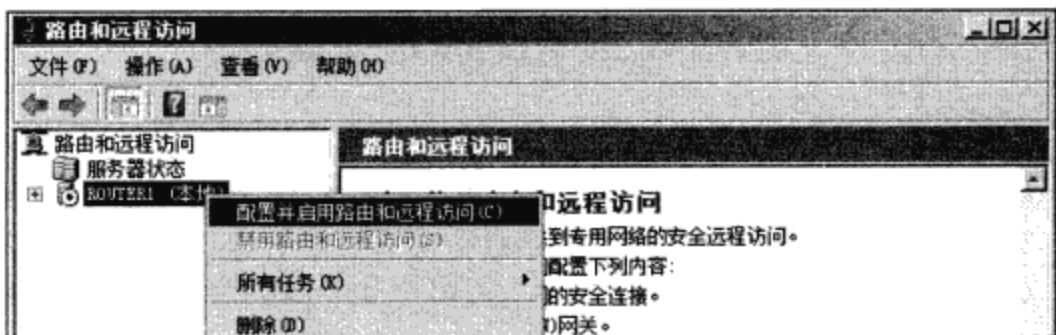 路由和远程访问
文件(F) 操作(A) 查看(V) 帮助(H)
路由和远程访问
服务器状态
ROUTER1 (本地)
路由和远程访问
配置并启用路由和远程访问(C)
禁用路由和远程访问(S)
所有任务(K)
删除(D)
和远程访问
到专用网络的安全远程访问。
配置下列内容:
的安全连接。
)网关。